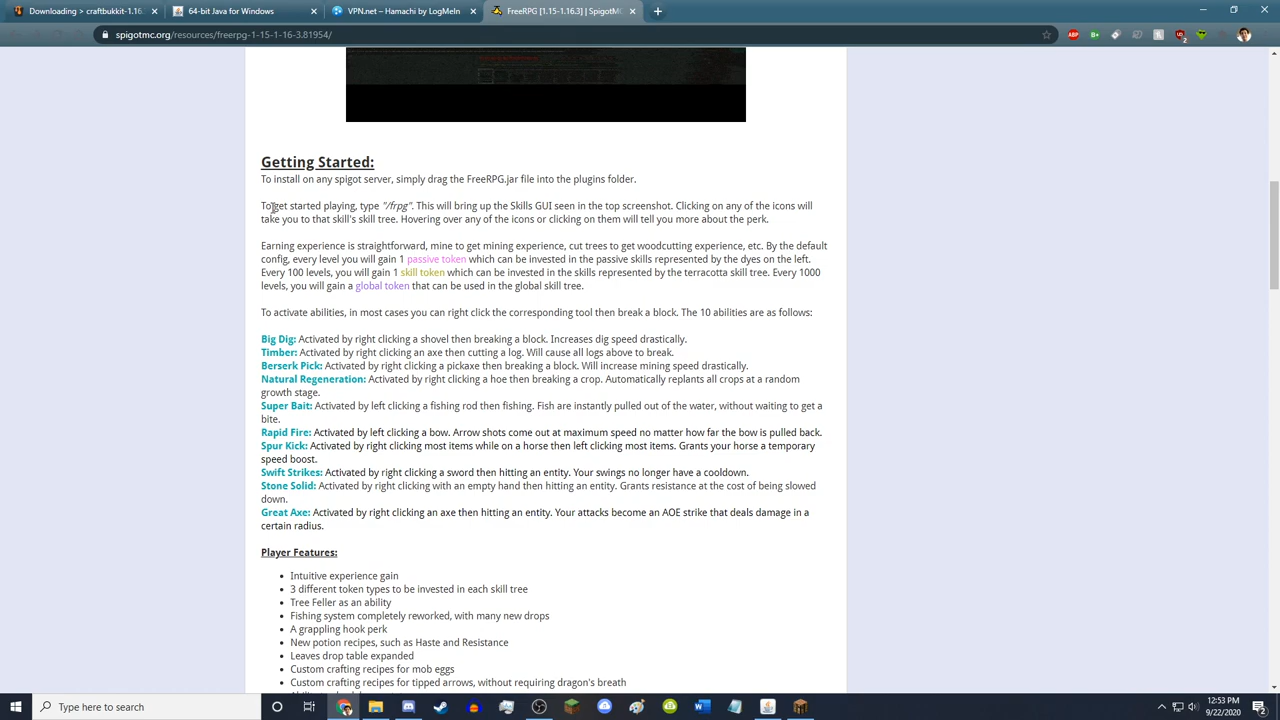 Downloading > craftbukkit-1.16.
64-bit Java for Windows
VPN.net – Hamachi by LogMeIn
FreeRPG [1.15-1.16.3] | SpigotMC
spigotmc.org/resources/freerpg-1-15-1-16-3.81954/
Getting Started:
To install on any spigot server, simply drag the FreeRPG.jar file into the plugins folder.
To get started playing, type "/frpg". This will bring up the Skills GUI seen in the top screenshot. Clicking on any of the icons will
take you to that skill's skill tree. Hovering over any of the icons or clicking on them will tell you more about the perk.
Earning experience is straightforward, mine to get mining experience, cut trees to get woodcutting experience, etc. By the default
config, every level you will gain 1 passive token which can be invested in the passive skills represented by the dyes on the left.
Every 100 levels, you will gain 1 skill token which can be invested in the skills represented by the terracotta skill tree. Every 1000
levels, you will gain a global token that can be used in the global skill tree.
To activate abilities, in most cases you can right click the corresponding tool then break a block. The 10 abilities are as follows:
Big Dig: Activated by right clicking a shovel then breaking a block. Increases dig speed drastically.
Timber: Activated by right clicking an axe then cutting a log. Will cause all logs above to break.
Berserk Pick: Activated by right clicking a pickaxe then breaking a block. Will increase mining speed drastically.
Natural Regeneration: Activated by right clicking a hoe then breaking a crop. Automatically replants all crops at a random
growth stage.
Super Bait: Activated by left clicking a fishing rod then fishing. Fish are instantly pulled out of the water, without waiting to get a
bite.
Rapid Fire: Activated by left clicking a bow. Arrow shots come out at maximum speed no matter how far the bow is pulled back.
Spur Kick: Activated by right clicking most items while on a horse then left clicking most items. Grants your horse a temporary
speed boost.
Swift Strikes: Activated by right clicking a sword then hitting an entity. Your swings no longer have a cooldown.
Stone Solid: Activated by right clicking with an empty hand then hitting an entity. Grants resistance at the cost of being slowed
down.
Great Axe: Activated by right clicking an axe then hitting an entity. Your attacks become an AOE strike that deals damage in a
certain radius.
Player Features:
Intuitive experience gain
3 different token types to be invested in each skill tree
Tree Feller as an ability
Fishing system completely reworked, with many new drops
A grappling hook perk
New potion recipes, such as Haste and Resistance
Leaves drop table expanded
Custom crafting recipes for mob eggs
Custom crafting recipes for tipped arrows, without requiring dragon's breath
Type here to search
12:53 PM
9/22/2020